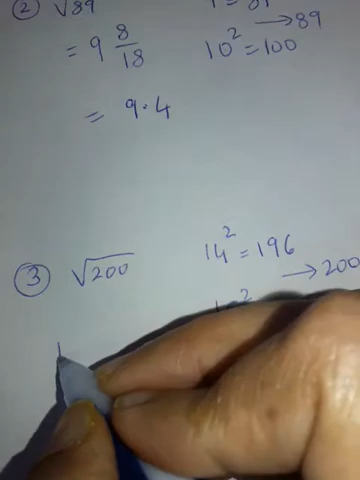 ② √89
→ 89
= 9 8/18
10² = 100
= 9.4
③ √200
14² = 196
→ 200